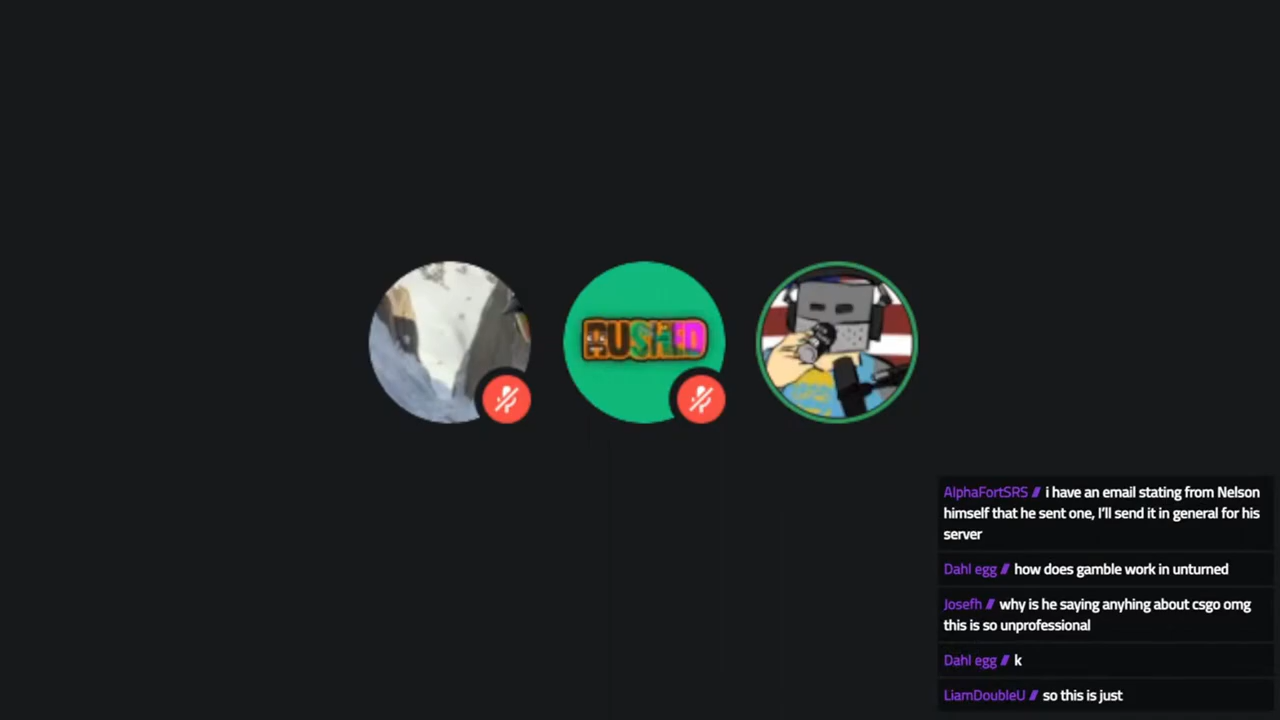 RUSHED
AlphaFortSRS // i have an email stating from Nelson
himself that he sent one, I'll send it in general for his
server
Dahl egg // how does gamble work in unturned
Josefh // why is he saying anyhing about csgo omg
this is so unprofessional
Dahl egg // k
LiamDoubleU // so this is just